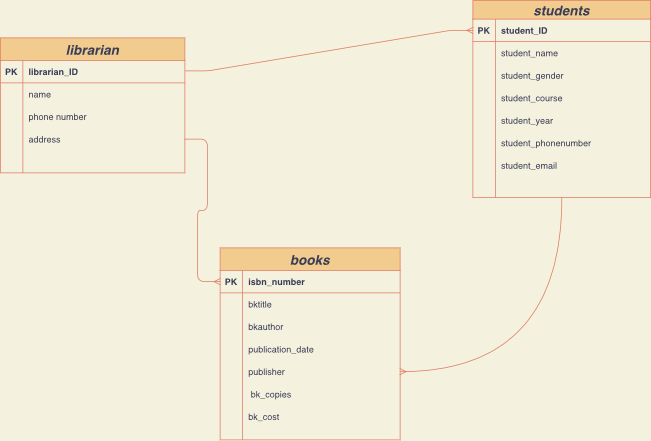 students
PK student_ID
student_name
student_gender
student_course
student_year
student_phonenumber
student_email
librarian
PK librarian_ID
name
phone number
address
books
PK isbn_number
bktitle
bkauthor
publication_date
publisher
bk_copies
bk_cost